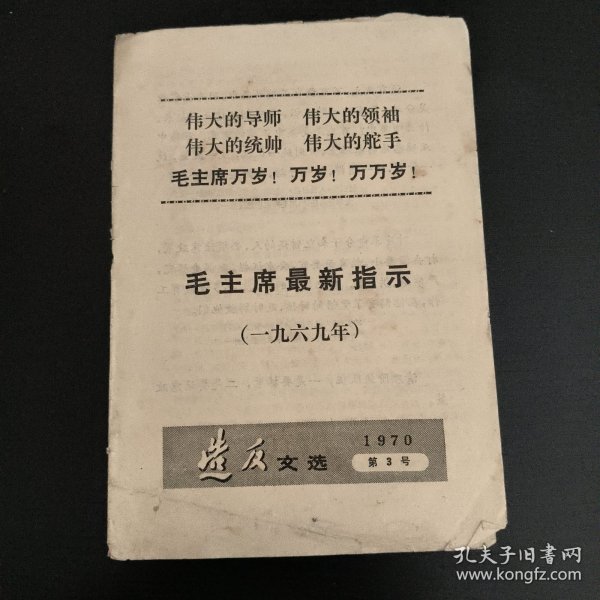 伟大的导师　伟大的领袖
伟大的统帅　伟大的舵手
毛主席万岁！万岁！万万岁！
毛主席最新指示
（一九六九年）
造反文选
1970
第3号
孔夫子旧书网
www.kongfz.com